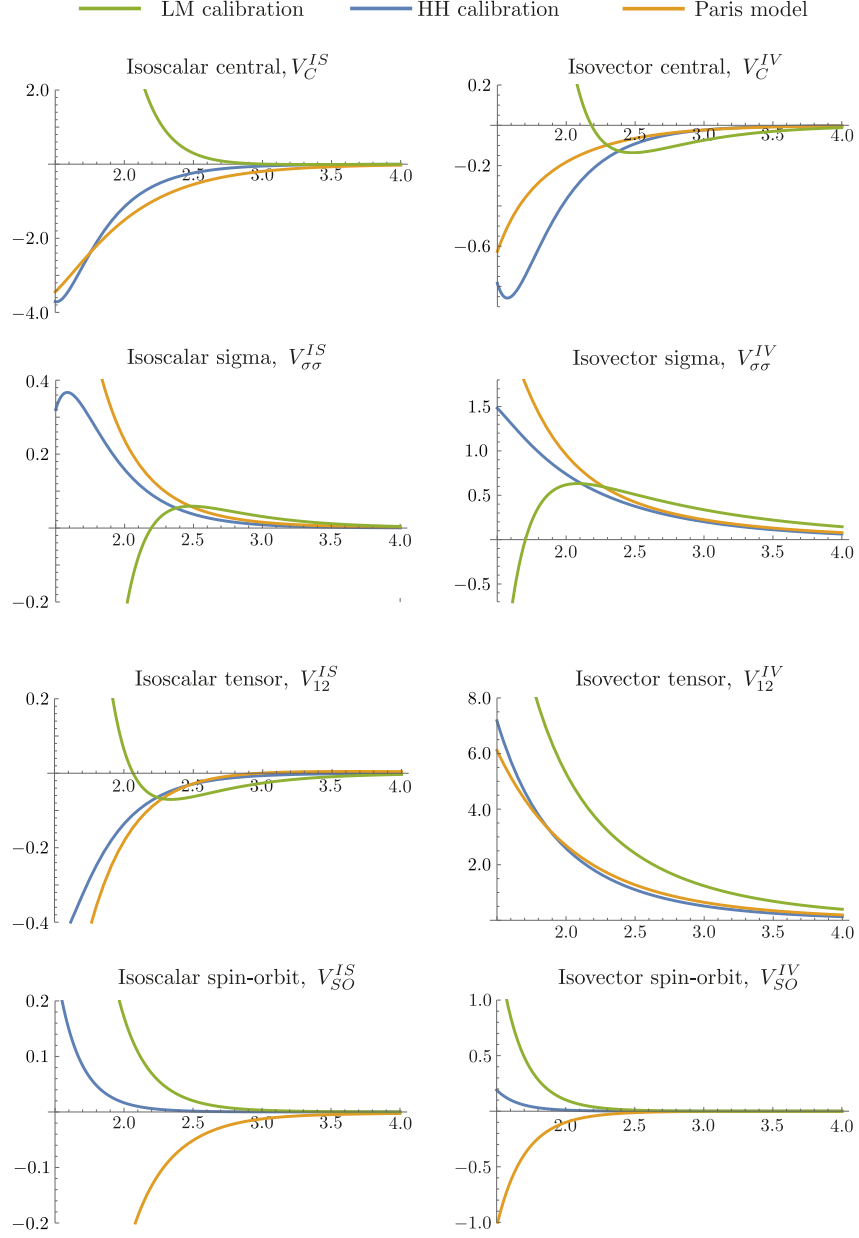 LM calibration HH calibration Paris model
Isoscalar central, V_C^{IS} Isovector central, V_C^{IV}
2.0 0.2
2.0 2.5 3.0 3.5 4.0 2.0 2.5 3.0 3.5 4.0
−2.0 −0.2
−4.0 −0.6
Isoscalar sigma, V_{σσ}^{IS} Isovector sigma, V_{σσ}^{IV}
0.4 1.5
0.2 1.0
0.5
2.0 2.5 3.0 3.5 4.0 2.0 2.5 3.0 3.5 4.0
−0.2 −0.5
Isoscalar tensor, V_{12}^{IS} Isovector tensor, V_{12}^{IV}
0.2 8.0
6.0
2.0 2.5 3.0 3.5 4.0
−0.2 4.0
2.0
−0.4
2.0 2.5 3.0 3.5 4.0
Isoscalar spin-orbit, V_{SO}^{IS} Isovector spin-orbit, V_{SO}^{IV}
0.2 1.0
0.1 0.5
2.0 2.5 3.0 3.5 4.0 2.0 2.5 3.0 3.5 4.0
−0.1 −0.5
−0.2 −1.0